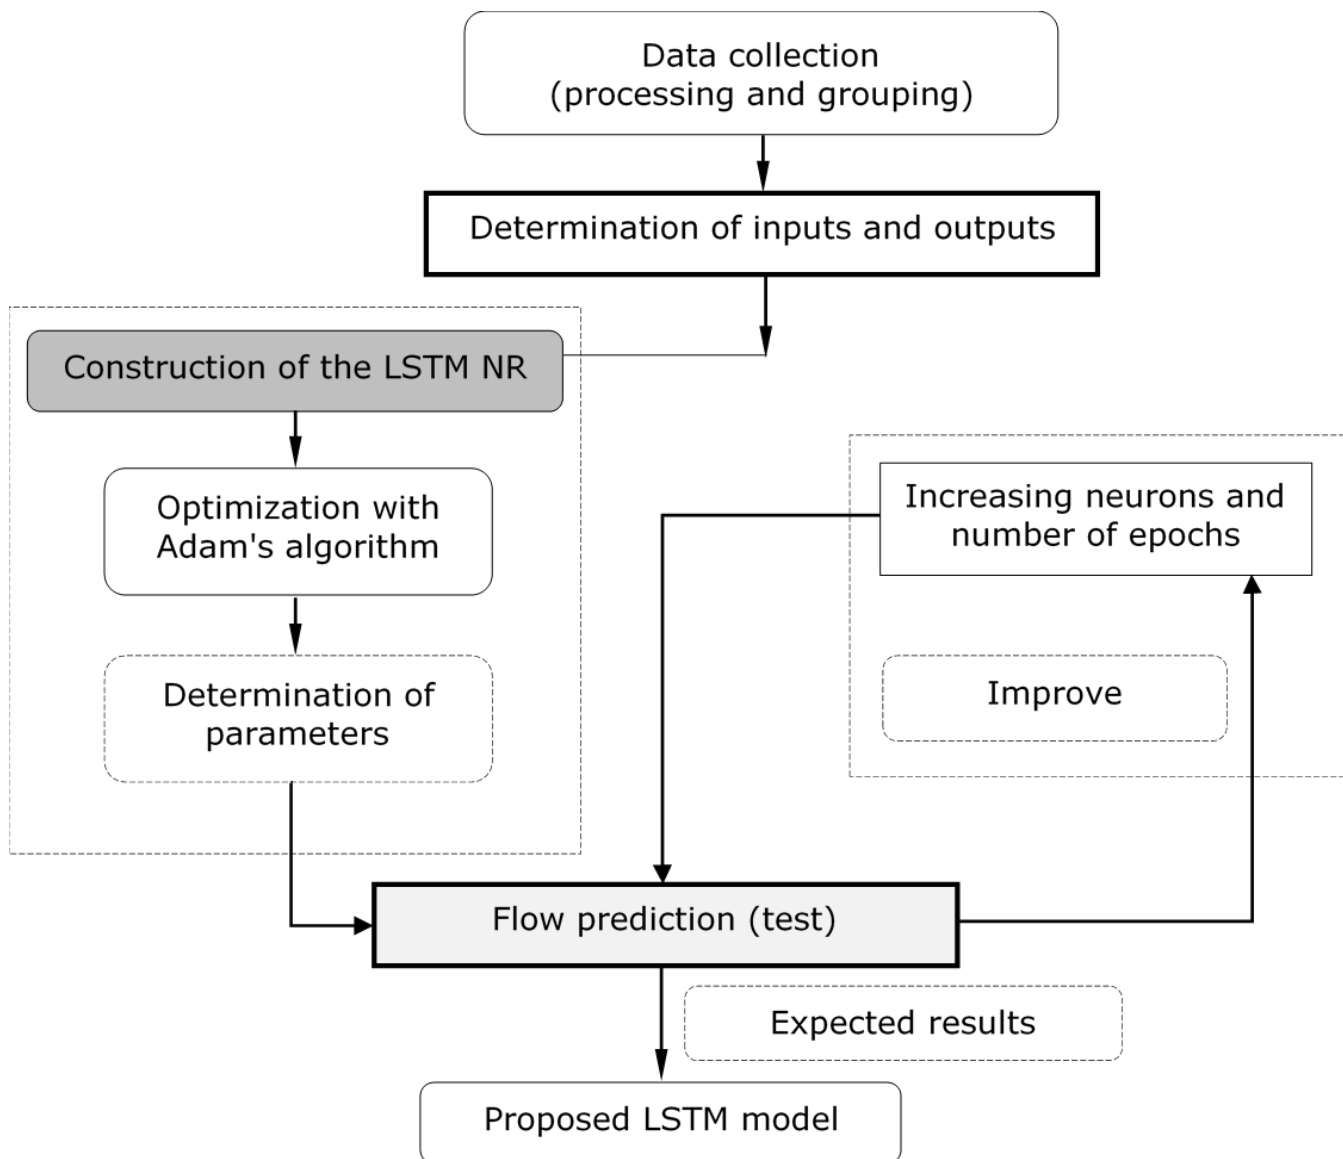 Data collection
(processing and grouping)
Determination of inputs and outputs
Construction of the LSTM NR
Optimization with
Adam's algorithm
Determination of
parameters
Increasing neurons and
number of epochs
Improve
Flow prediction (test)
Expected results
Proposed LSTM model